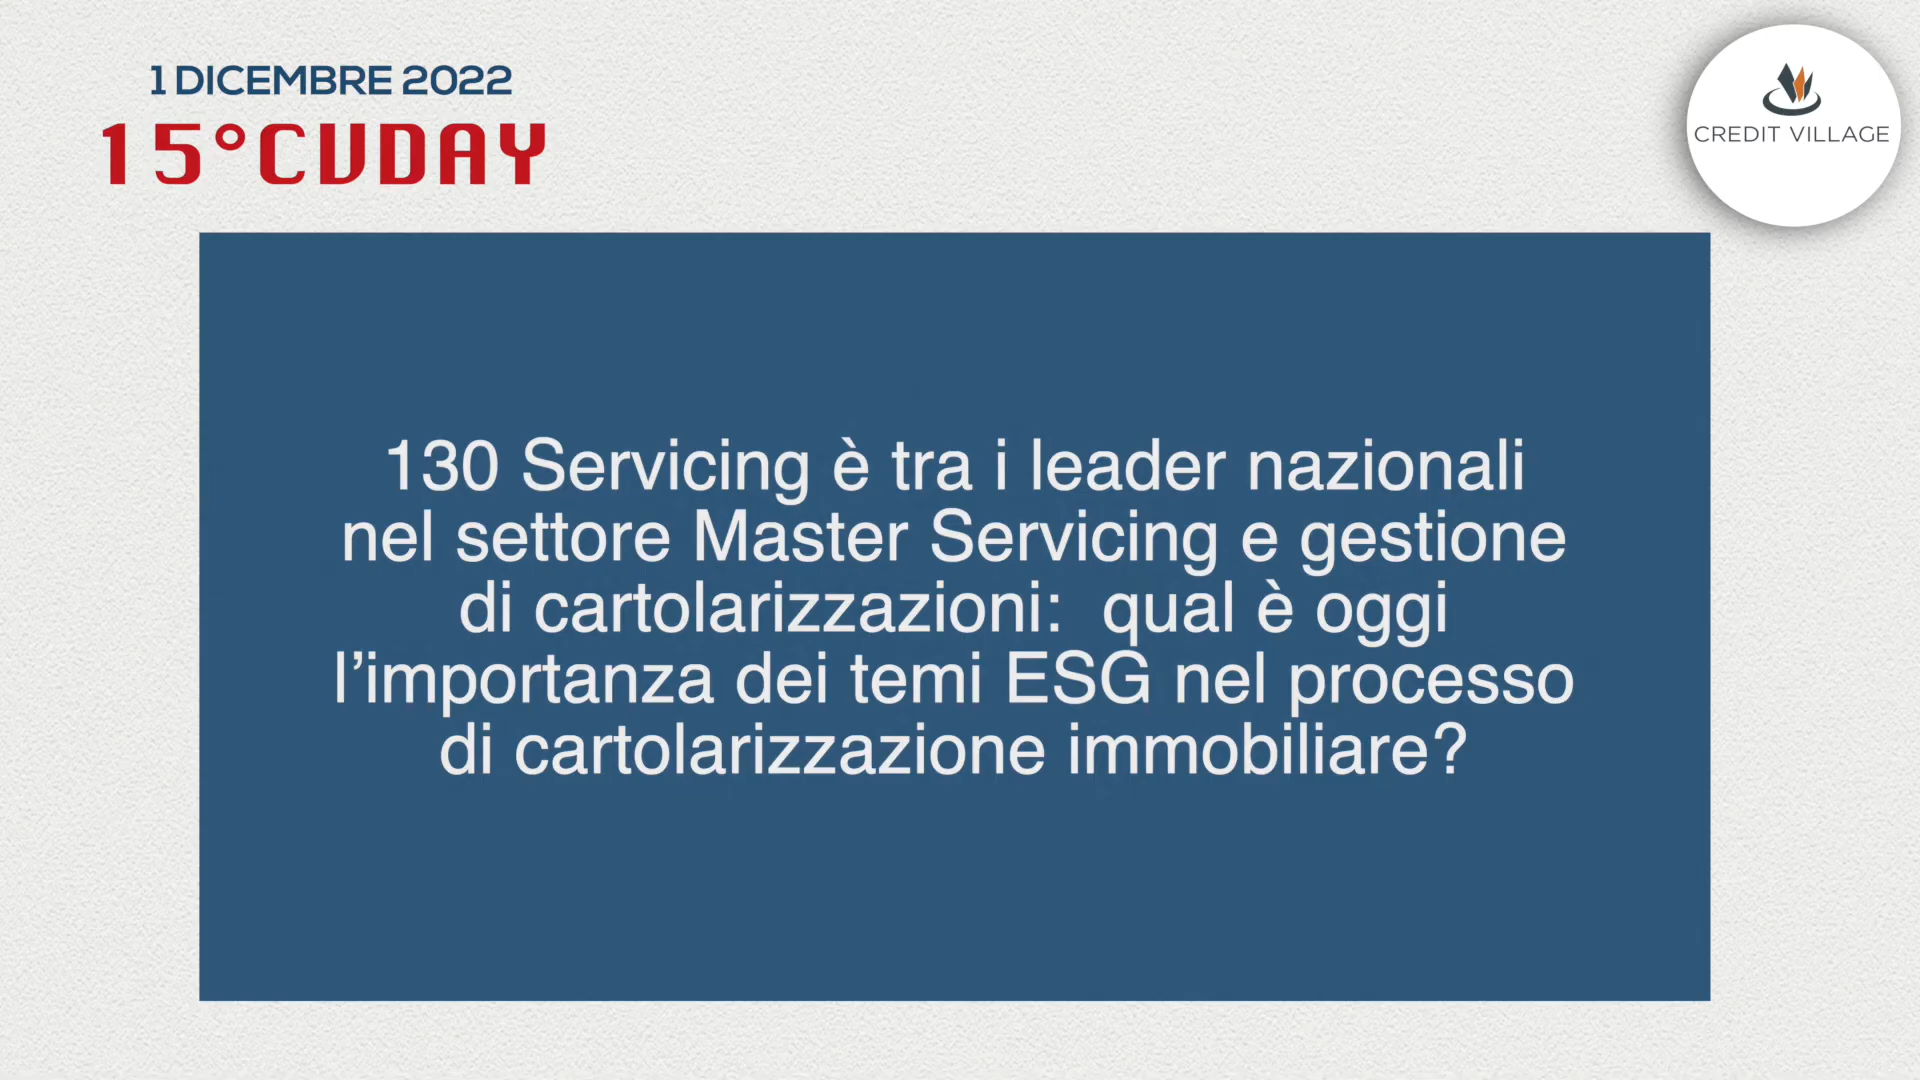 1 DICEMBRE 2022
15°CVDAY
CREDIT VILLAGE
130 Servicing è tra i leader nazionali
nel settore Master Servicing e gestione
di cartolarizzazioni:  qual è oggi
l’importanza dei temi ESG nel processo
di cartolarizzazione immobiliare?